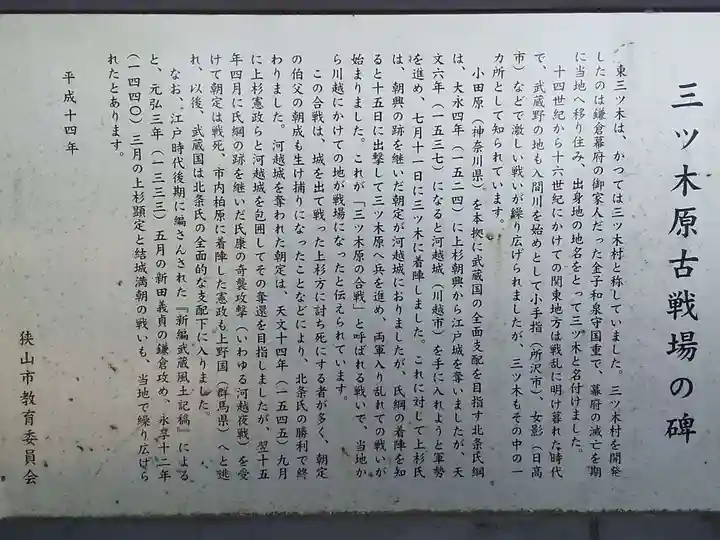 三ツ木原古戦場の碑
東三ツ木は、かつては三ツ木村と称していました。三ツ木村を開発
したのは鎌倉幕府の御家人だった金子和泉守国重で、幕府の滅亡を期
に当地へ移り住み、出身地の地名をとって三ツ木と名付けました。
十四世紀から十六世紀にかけての関東地方は戦乱に明け暮れた時代
で、武蔵野の地も入間川を始めとして小手指(所沢市)、女影(日高
市)などで激しい戦いが繰り広げられましたが、三ツ木もその中の一
カ所として知られています。
小田原(神奈川県)を本拠に武蔵国の全面支配を目指す北条氏綱
は、大永四年(一五二四)に上杉朝興から江戸城を奪いましたが、天
文六年(一五三七)になると河越城(川越市)を手に入れようと軍勢
を進め、七月十一日に三ツ木に着陣しました。これに対して上杉氏
は、朝興の跡を継いだ朝定が河越城におりましたが、氏綱の着陣を知
ると十五日に出撃して三ツ木原へ兵を進め、両軍入り乱れての戦いが
始まりました。これが「三ツ木原の合戦」と呼ばれる戦いで、当地か
ら川越にかけての地が戦場になったと伝えられています。
この合戦は、城を出て戦った上杉方に討ち死にする者が多く、朝定
の伯父の朝成も生け捕りになったことなどにより、北条氏の勝利で終
わりました。河越城を奪われた朝定は、天文十四年(一五四五)九月
に上杉憲政らと河越城を包囲してその奪還を目指しましたが、翌十五
年四月に氏綱の跡を継いだ氏康の奇襲攻撃(いわゆる河越夜戦)を受
けて朝定は戦死、市内柏原に着陣した憲政も上野国(群馬県)へと逃
れ、以後、武蔵国は北条氏の全面的な支配下に入りました。
なお、江戸時代後期に編さんされた『新編武蔵風土記稿』による
と、元弘三年(一三三三)五月の新田義貞の鎌倉攻め、永享十二年
(一四四〇)三月の上杉顕定と結城満朝の戦いも、当地で繰り広げら
れたとあります。
平成十四年
狭山市教育委員会